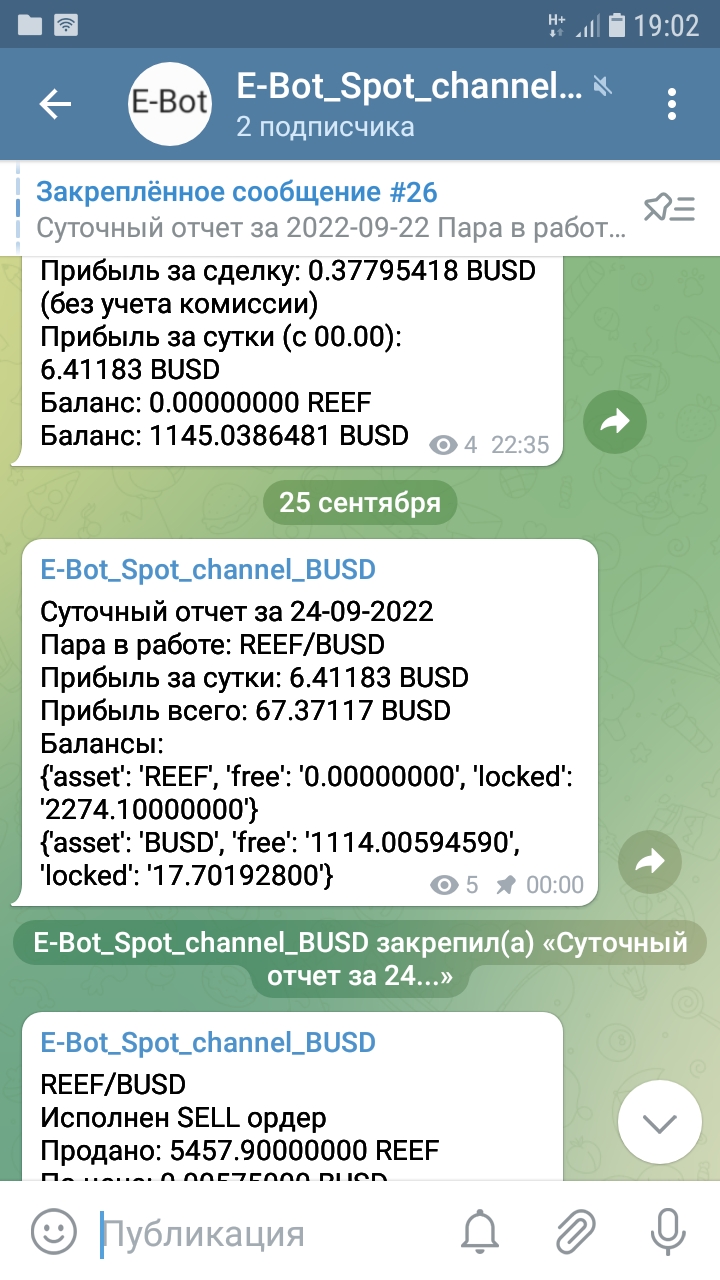 H+ 19:02
E-Bot
E-Bot_Spot_channel...
2 подписчика
Закреплённое сообщение #26
Суточный отчет за 2022-09-22 Пара в работ...
Прибыль за сделку: 0.37795418 BUSD
(без учета комиссии)
Прибыль за сутки (с 00.00):
6.41183 BUSD
Баланс: 0.00000000 REEF
Баланс: 1145.0386481 BUSD
4 22:35
25 сентября
E-Bot_Spot_channel_BUSD
Суточный отчет за 24-09-2022
Пара в работе: REEF/BUSD
Прибыль за сутки: 6.41183 BUSD
Прибыль всего: 67.37117 BUSD
Балансы:
{'asset': 'REEF', 'free': '0.00000000', 'locked':
'2274.10000000'}
{'asset': 'BUSD', 'free': '1114.00594590',
'locked': '17.70192800'}
5 00:00
E-Bot_Spot_channel_BUSD закрепил(а) «Суточный
отчет за 24...»
E-Bot_Spot_channel_BUSD
REEF/BUSD
Исполнен SELL ордер
Продано: 5457.90000000 REEF
По цене: 0.00575000 BUSD
Публикация